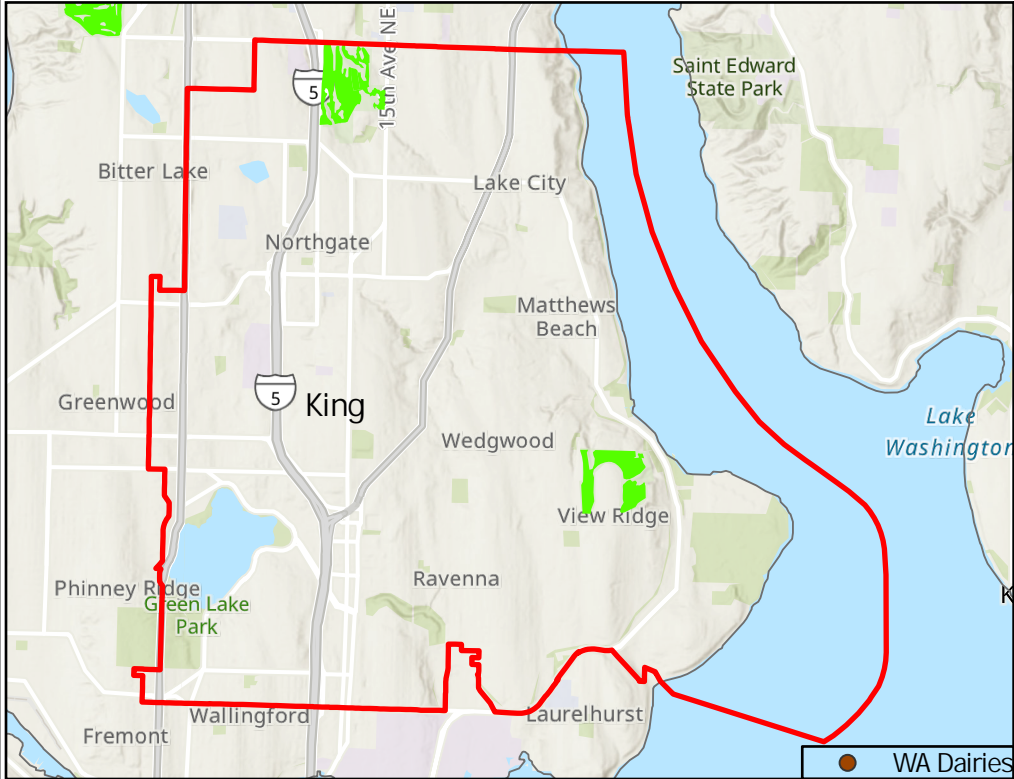 15th Ave NE
Saint Edward
State Park
5
Bitter Lake
Lake City
Northgate
Matthews
Beach
5
King
Greenwood
Lake
Washington
Wedgwood
View Ridge
Ravenna
Phinney Ridge
Green Lake
Park
K
Wallingford
Laurelhurst
Fremont
WA Dairies